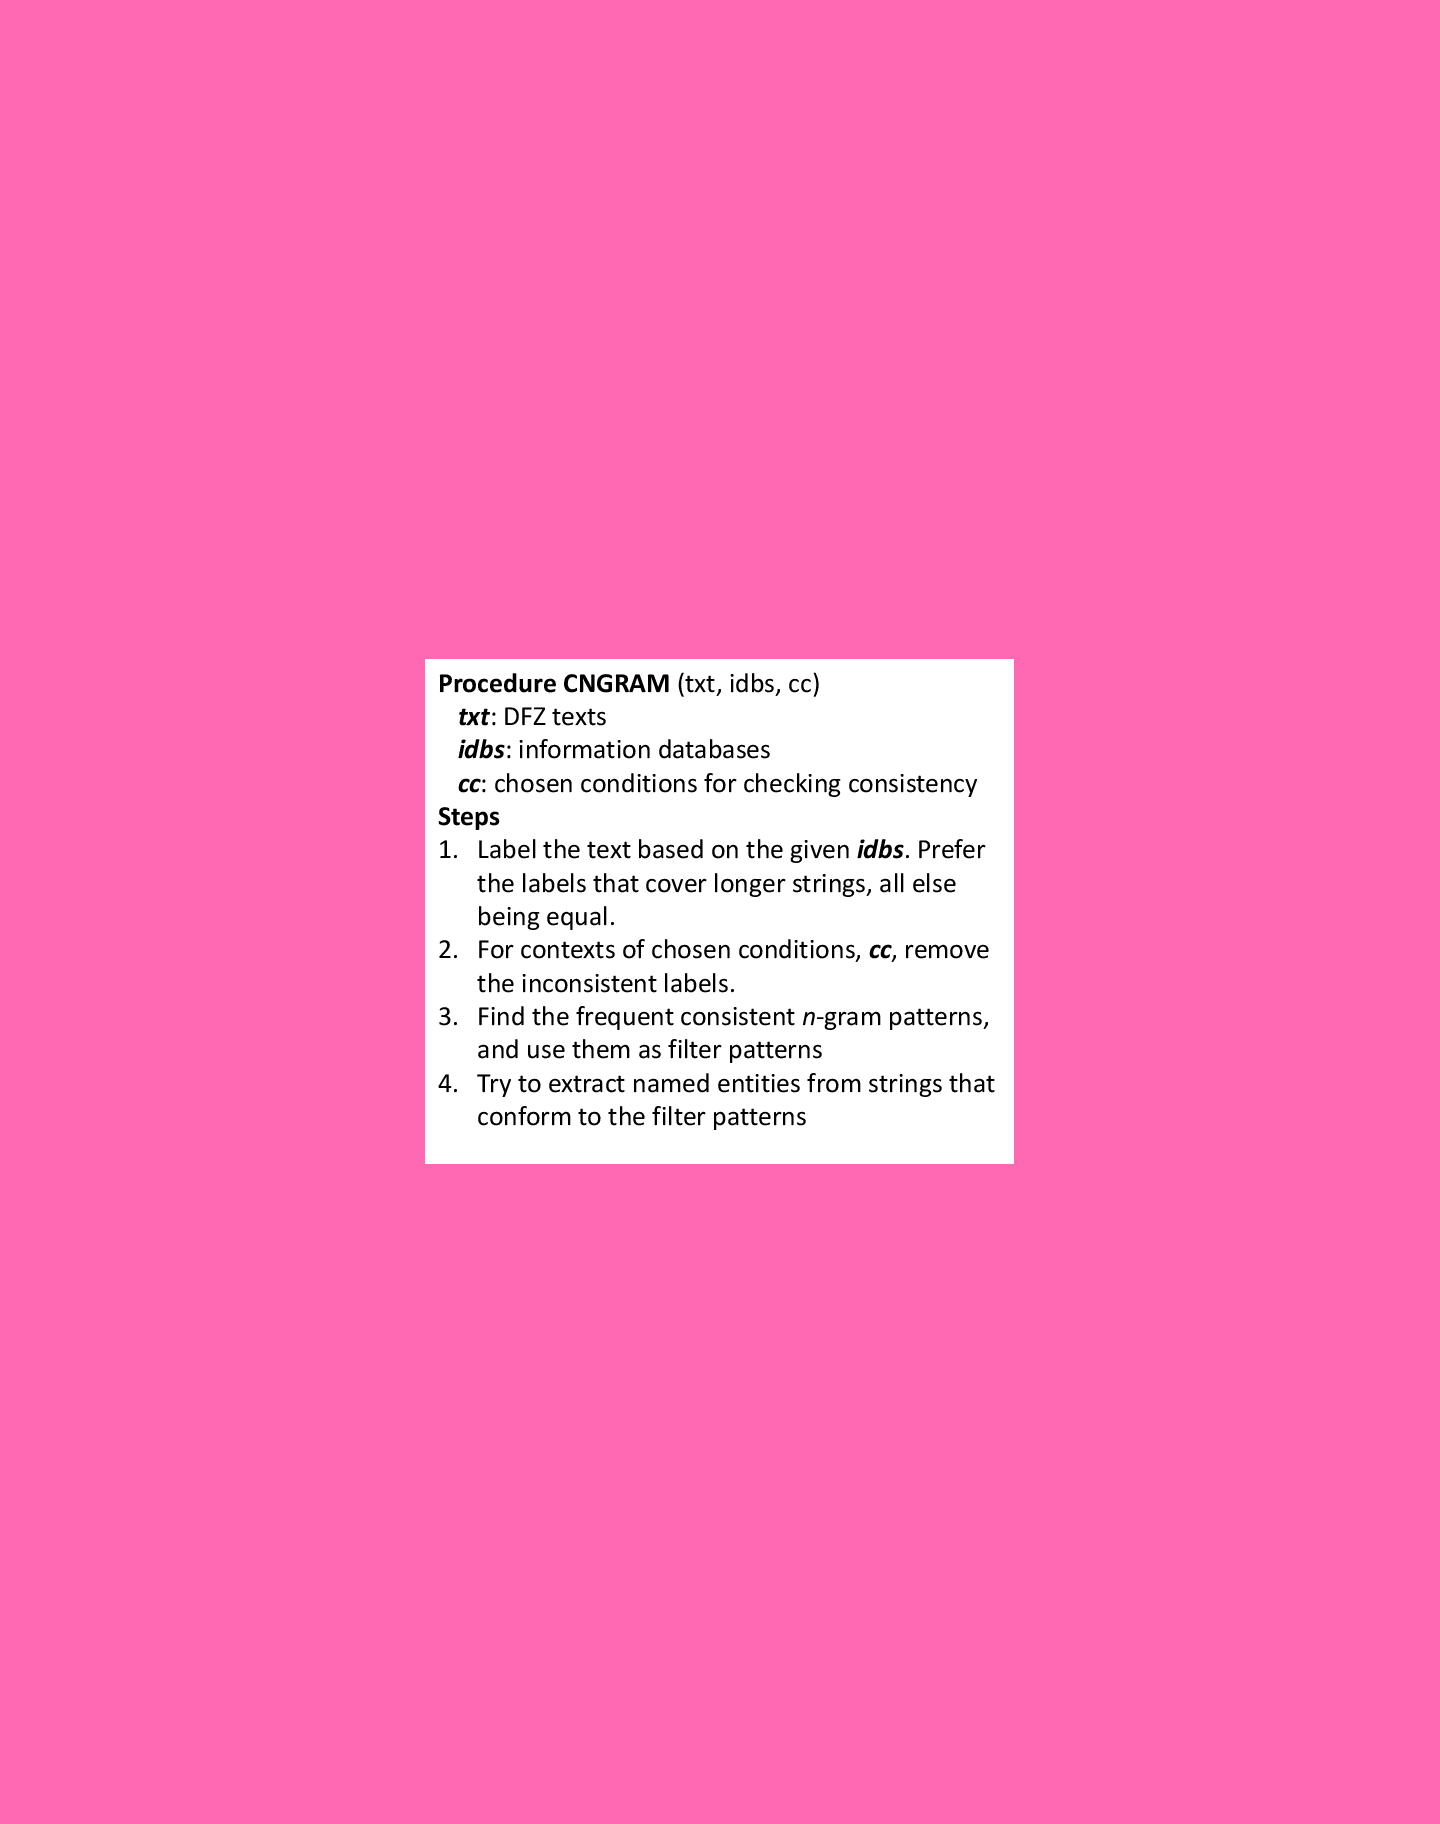 Procedure CNGRAM (txt, idbs, cc)
txt: DFZ texts
idbs: information databases
cc: chosen conditions for checking consistency
Steps
1. Label the text based on the given idbs. Prefer
the labels that cover longer strings, all else
being equal.
2. For contexts of chosen conditions, cc, remove
the inconsistent labels.
3. Find the frequent consistent n-gram patterns,
and use them as filter patterns
4. Try to extract named entities from strings that
conform to the filter patterns